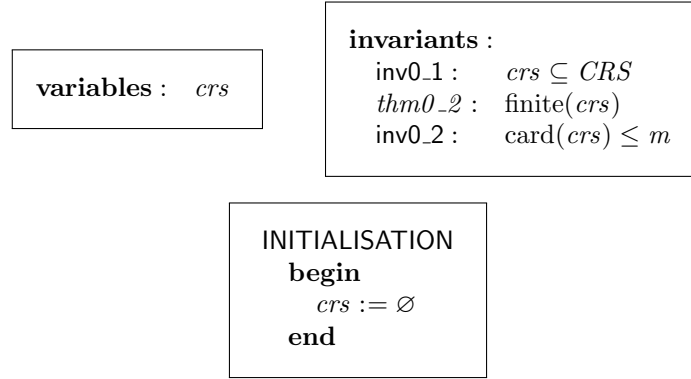 variables : crs
invariants :
inv0_1 : crs ⊆ CRS
thm0_2 : finite(crs)
inv0_2 : card(crs) ≤ m
INITIALISATION
begin
crs := ∅
end